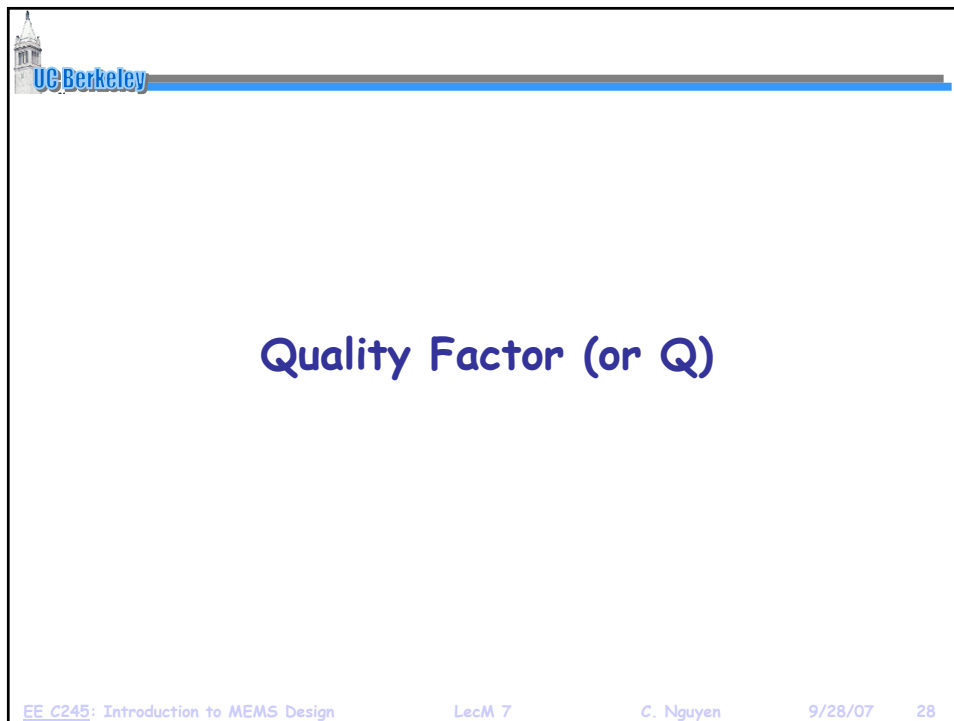 UC Berkeley
Quality Factor (or Q)
EE C245: Introduction to MEMS Design LecM 7 C. Nguyen 9/28/07 28